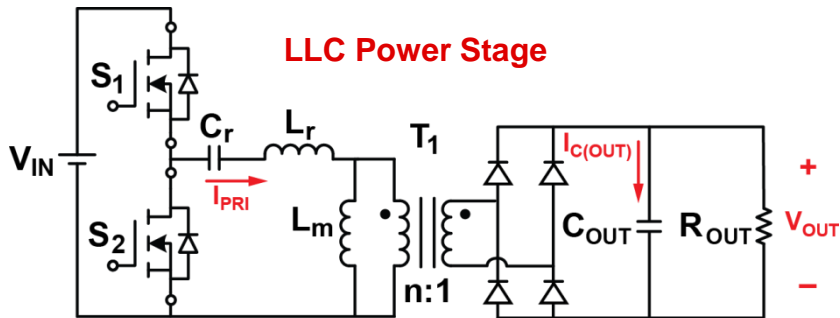 LLC Power Stage
S1
Cr
Lr
T1
IC(OUT)
VIN
IPRI
+
Lm
COUT
ROUT
VOUT
S2
n:1
−